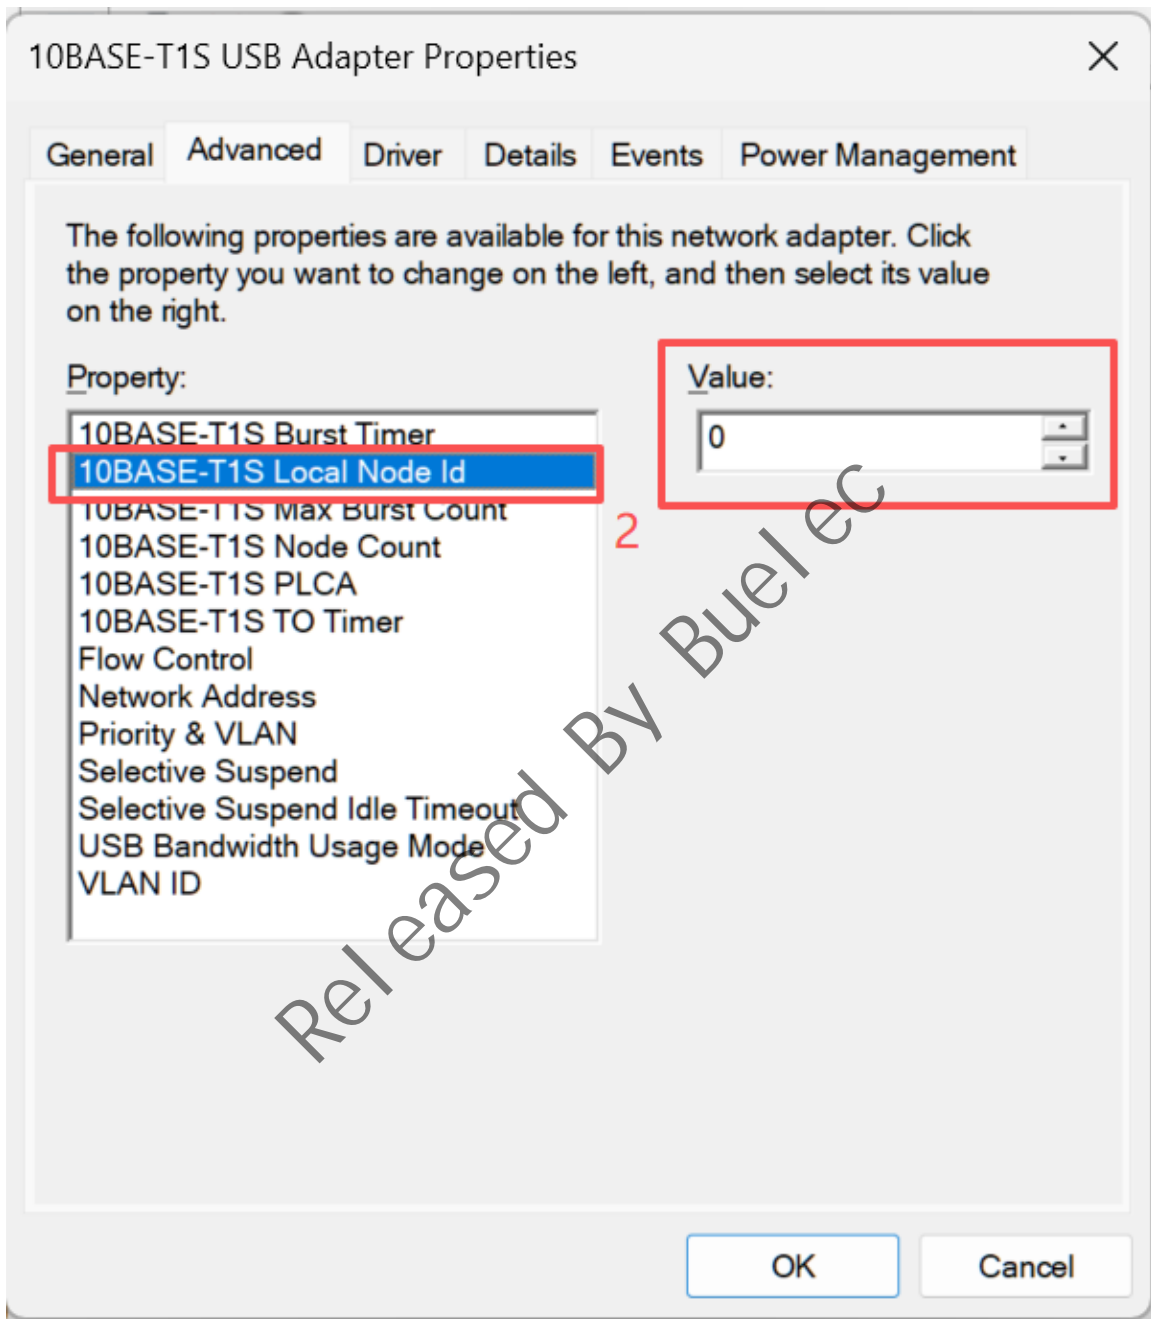 10BASE-T1S USB Adapter Properties
General Advanced Driver Details Events Power Management
The following properties are available for this network adapter. Click
the property you want to change on the left, and then select its value
on the right.
Property:
Value:
10BASE-T1S Burst Timer
0
10BASE-T1S Local Node Id
10BASE-T1S Max Burst Count
2
10BASE-T1S Node Count
10BASE-T1S PLCA
10BASE-T1S TO Timer
Flow Control
Network Address
Priority & VLAN
Selective Suspend
Selective Suspend Idle Timeout
USB Bandwidth Usage Mode
VLAN ID
Released By Buelec
OK
Cancel